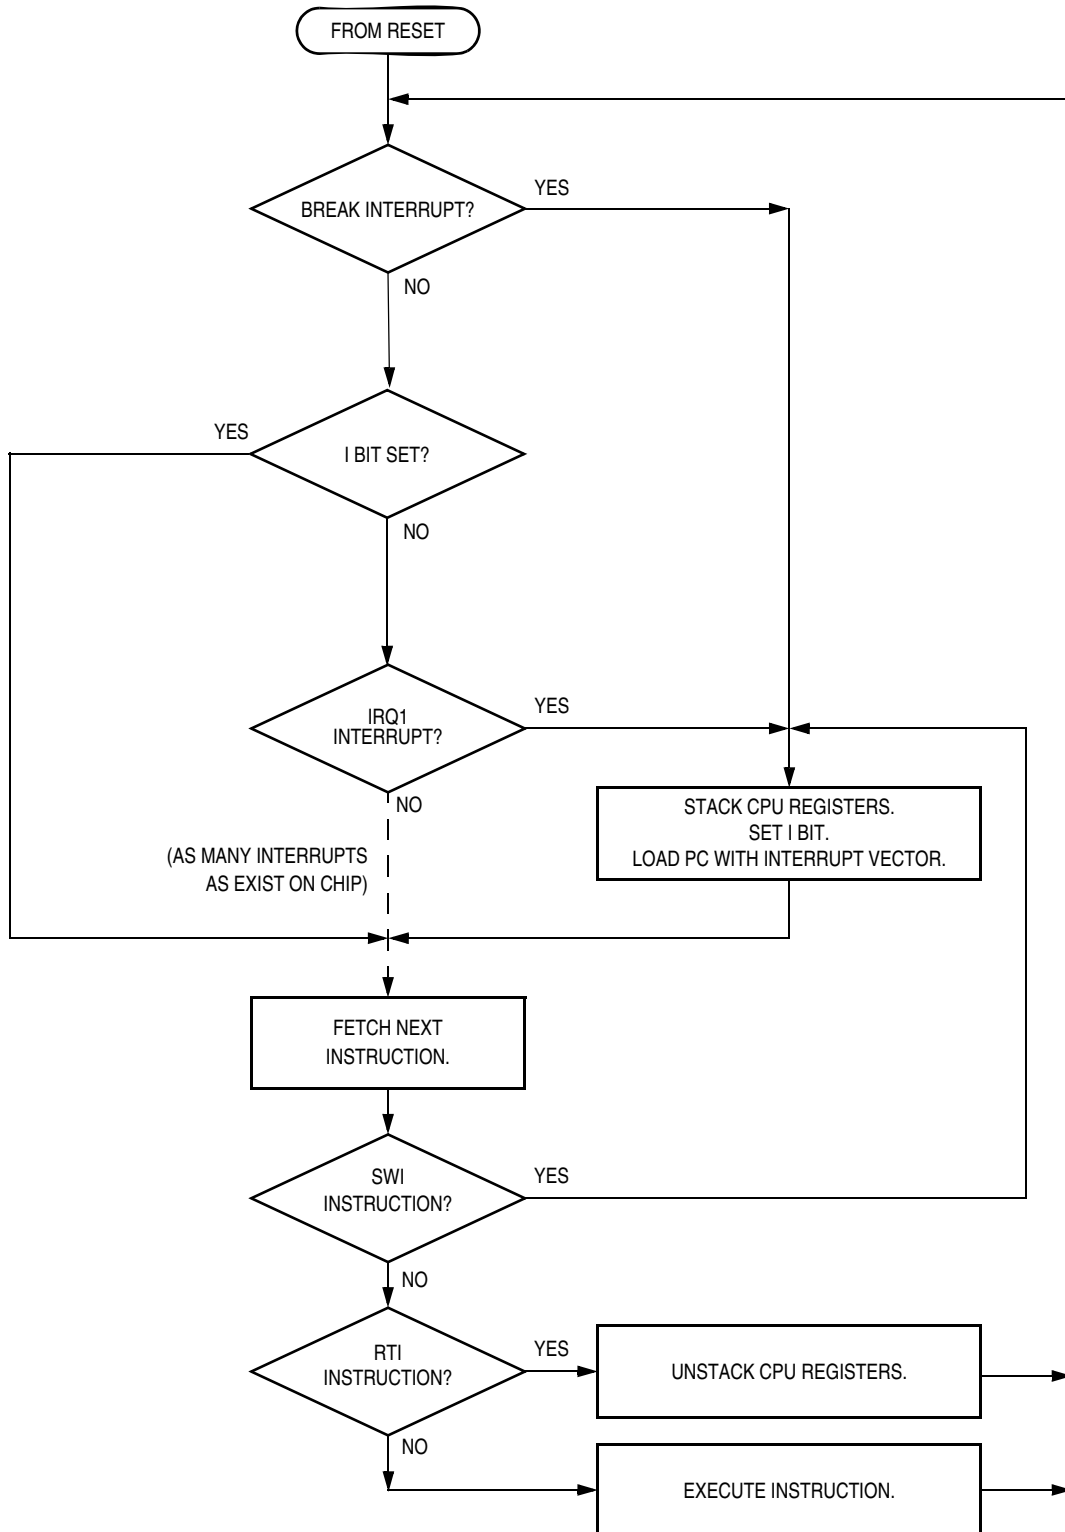 FROM RESET
BREAK INTERRUPT?
YES
NO
YES
I BIT SET?
NO
IRQ1
INTERRUPT?
YES
NO
(AS MANY INTERRUPTS
AS EXIST ON CHIP)
STACK CPU REGISTERS.
SET I BIT.
LOAD PC WITH INTERRUPT VECTOR.
FETCH NEXT
INSTRUCTION.
SWI
INSTRUCTION?
YES
NO
RTI
INSTRUCTION?
YES
UNSTACK CPU REGISTERS.
NO
EXECUTE INSTRUCTION.